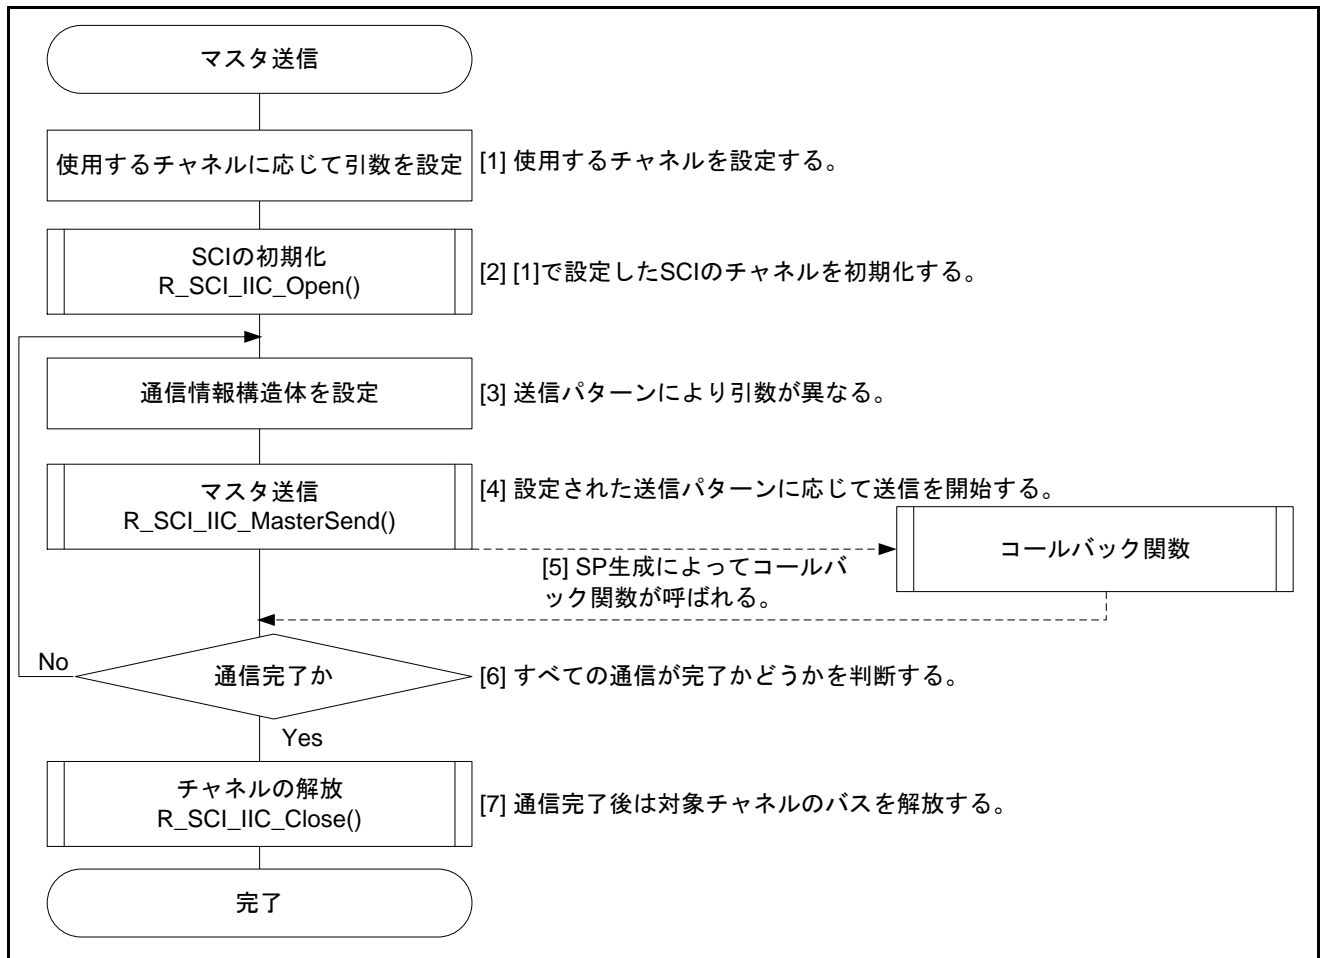 マスタ送信
使用するチャネルに応じて引数を設定
[1] 使用するチャネルを設定する。
SCIの初期化
R_SCI_IIC_Open()
[2] [1]で設定したSCIのチャネルを初期化する。
通信情報構造体を設定
[3] 送信パターンにより引数が異なる。
マスタ送信
R_SCI_IIC_MasterSend()
[4] 設定された送信パターンに応じて送信を開始する。
コールバック関数
[5] SP生成によってコールバ
ック関数が呼ばれる。
No
通信完了か
[6] すべての通信が完了かどうかを判断する。
Yes
チャネルの解放
R_SCI_IIC_Close()
[7] 通信完了後は対象チャネルのバスを解放する。
完了